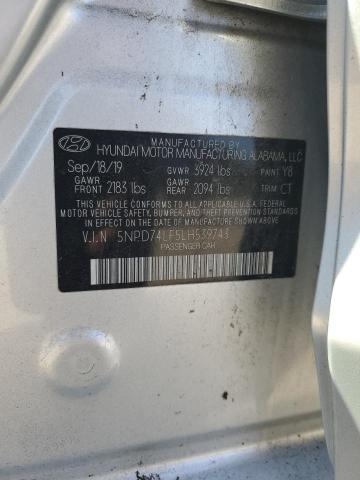 MANUFACTURED BY
HYUNDAI MOTOR MANUFACTURING ALABAMA, LLC
Sep/18/19 GVWR 3924 lbs PAINT Y8
GAWR FRONT 2183 lbs GAWR REAR 2094 lbs TRIM CT
THIS VEHICLE CONFORMS TO ALL APPLICABLE U.S.A. FEDERAL
MOTOR VEHICLE SAFETY, BUMPER, AND THEFT PREVENTION STANDARDS
IN EFFECT ON THE DATE OF MANUFACTURE SHOWN ABOVE
V.I.N 5NPD74LF5LH539743
PASSENGER CAR